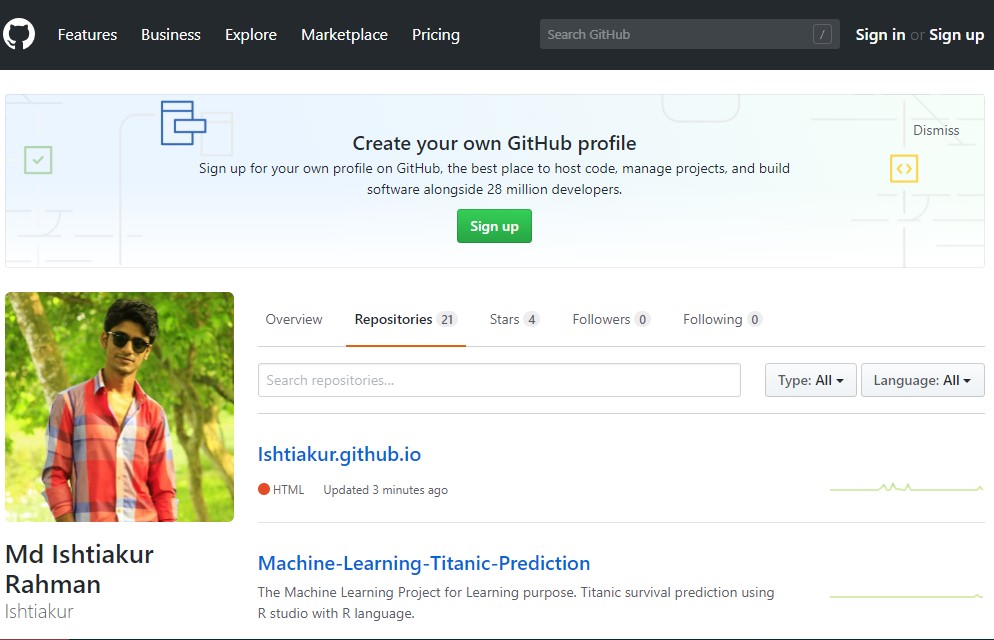 Features Business Explore Marketplace Pricing Search GitHub / Sign in or Sign up
Create your own GitHub profile
Dismiss
Sign up for your own profile on GitHub, the best place to host code, manage projects, and build
software alongside 28 million developers.
Sign up
Overview Repositories 21 Stars 4 Followers 0 Following 0
Search repositories... Type: All Language: All
Ishtiakur.github.io
HTML Updated 3 minutes ago
Md Ishtiakur
Rahman
Ishtiakur
Machine-Learning-Titanic-Prediction
The Machine Learning Project for Learning purpose. Titanic survival prediction using
R studio with R language.